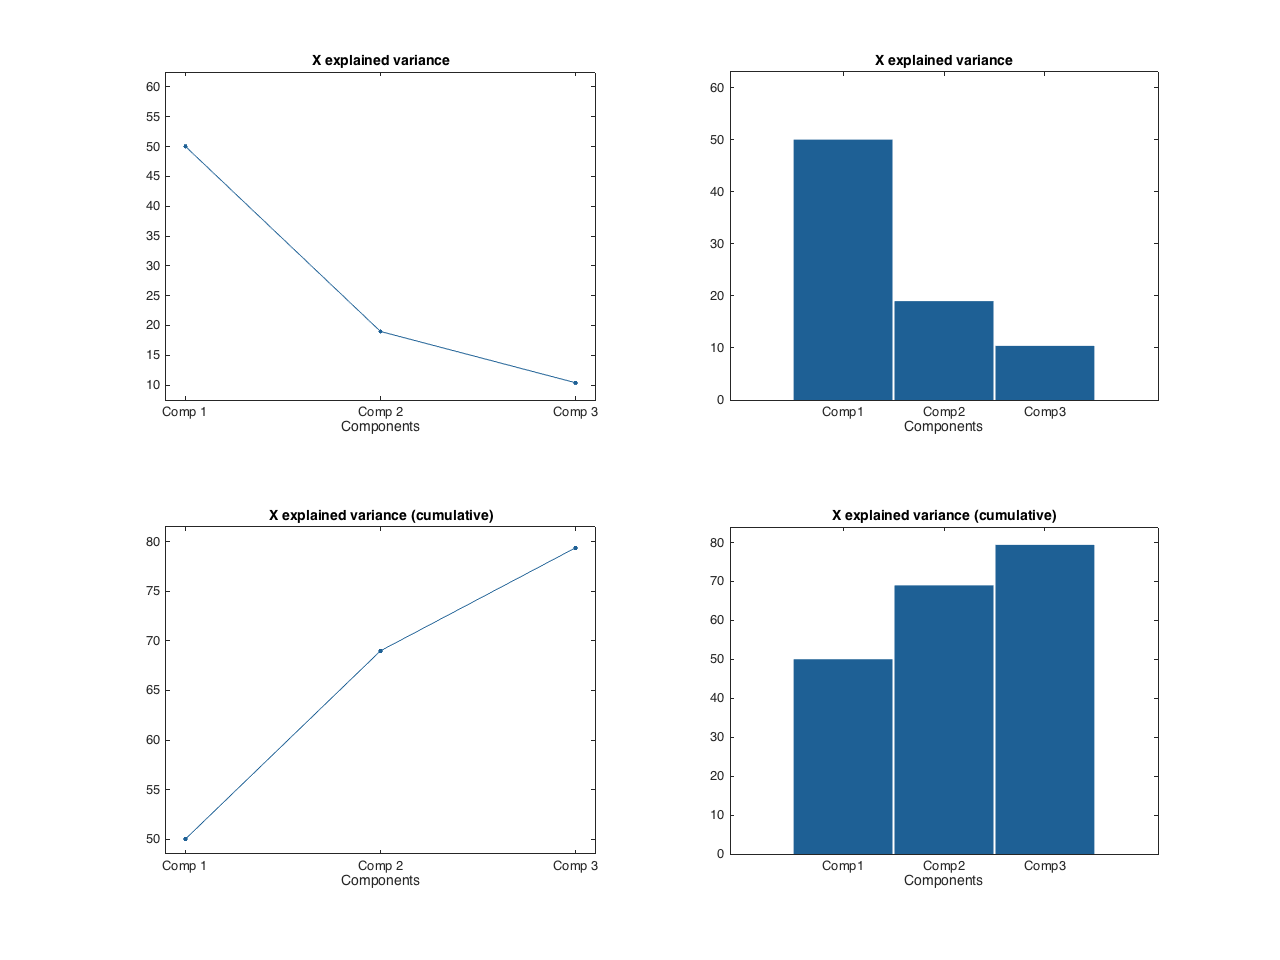 X explained variance
60
55
50
45
40
35
30
25
20
15
10
Comp 1 Comp 2 Comp 3
Components
X explained variance
60
50
40
30
20
10
0
Comp1 Comp2 Comp3
Components
X explained variance (cumulative)
80
75
70
65
60
55
50
Comp 1 Comp 2 Comp 3
Components
X explained variance (cumulative)
80
70
60
50
40
30
20
10
0
Comp1 Comp2 Comp3
Components